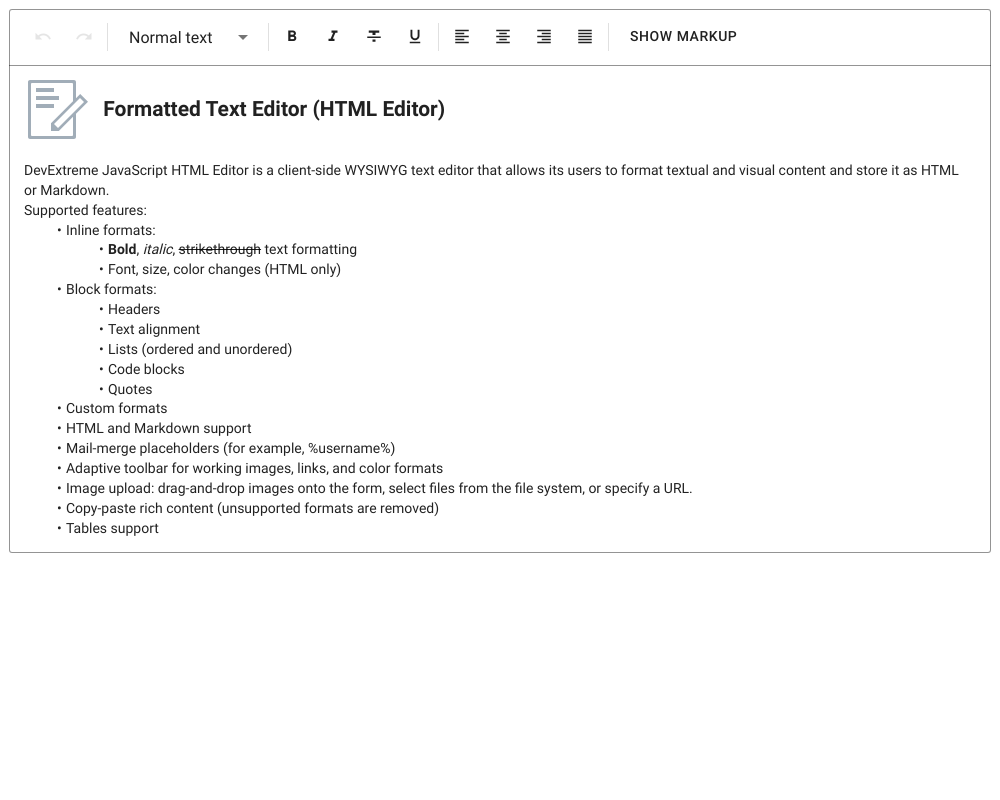 Normal text B I T U SHOW MARKUP
Formatted Text Editor (HTML Editor)
DevExtreme JavaScript HTML Editor is a client-side WYSIWYG text editor that allows its users to format textual and visual content and store it as HTML
or Markdown.
Supported features:
• Inline formats:
• Bold, italic, strikethrough text formatting
• Font, size, color changes (HTML only)
• Block formats:
• Headers
• Text alignment
• Lists (ordered and unordered)
• Code blocks
• Quotes
• Custom formats
• HTML and Markdown support
• Mail-merge placeholders (for example, %username%)
• Adaptive toolbar for working images, links, and color formats
• Image upload: drag-and-drop images onto the form, select files from the file system, or specify a URL.
• Copy-paste rich content (unsupported formats are removed)
• Tables support